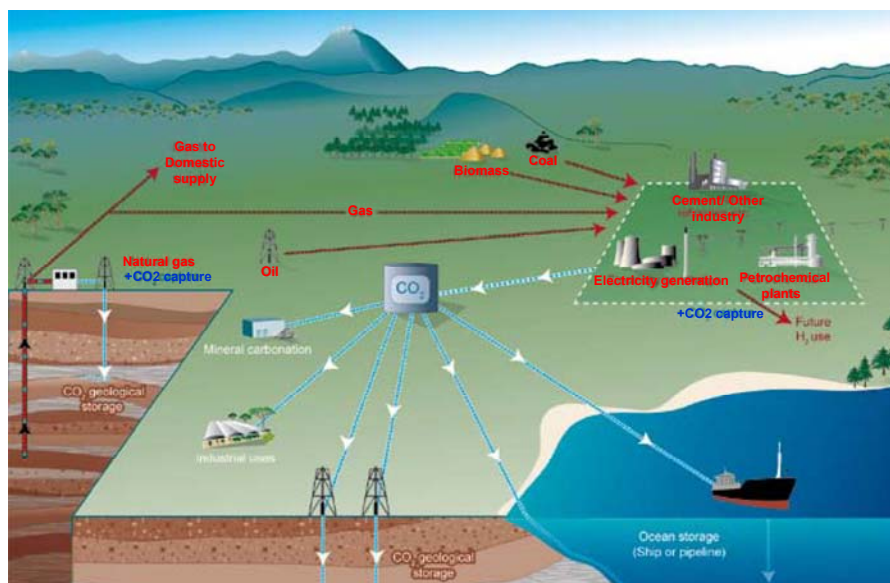 Gas to
Domestic
supply
Biomass
Coal
Cement/ Other
industry
Gas
Natural gas
+CO2 capture
Oil
Electricity generation
Petrochemical
plants
+CO2 capture
CO2
Future
H2 use
Mineral carbonation
CO2 geological
storage
Industrial uses
Ocean storage
(Ship or pipeline)
CO2 geological
storage